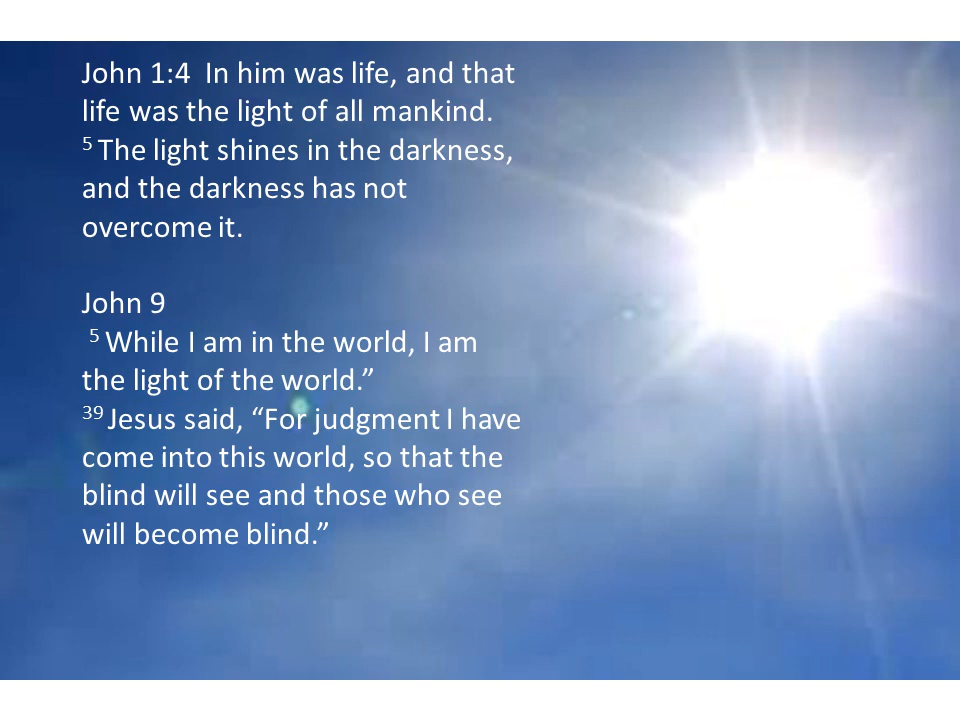 John 1:4  In him was life, and that
life was the light of all mankind.
5 The light shines in the darkness,
and the darkness has not
overcome it.

John 9
5 While I am in the world, I am
the light of the world.”
39 Jesus said, “For judgment I have
come into this world, so that the
blind will see and those who see
will become blind.”